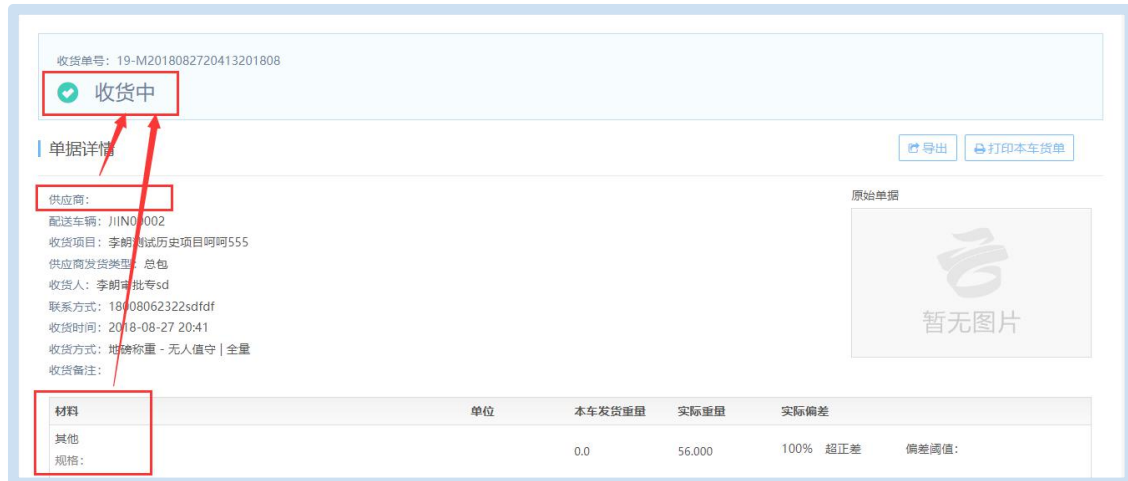 收货单号：19-M2018082720413201808
收货中
单据详情
导出 打印本车货单
供应商：
原始单据
配送车辆：川N00002
收货项目：李朗测试历史项目呵呵555
供应商发货类型：总包
收货人：李朗审批专sd
联系方式：18008062322sdfdf
收货时间：2018-08-27 20:41
收货方式：地磅称重 - 无人值守 | 全量
收货备注：
暂无图片
材料 单位 本车发货重量 实际重量 实际偏差
其他
规格：
0.0 56.000 100% 超正差 偏差阈值：